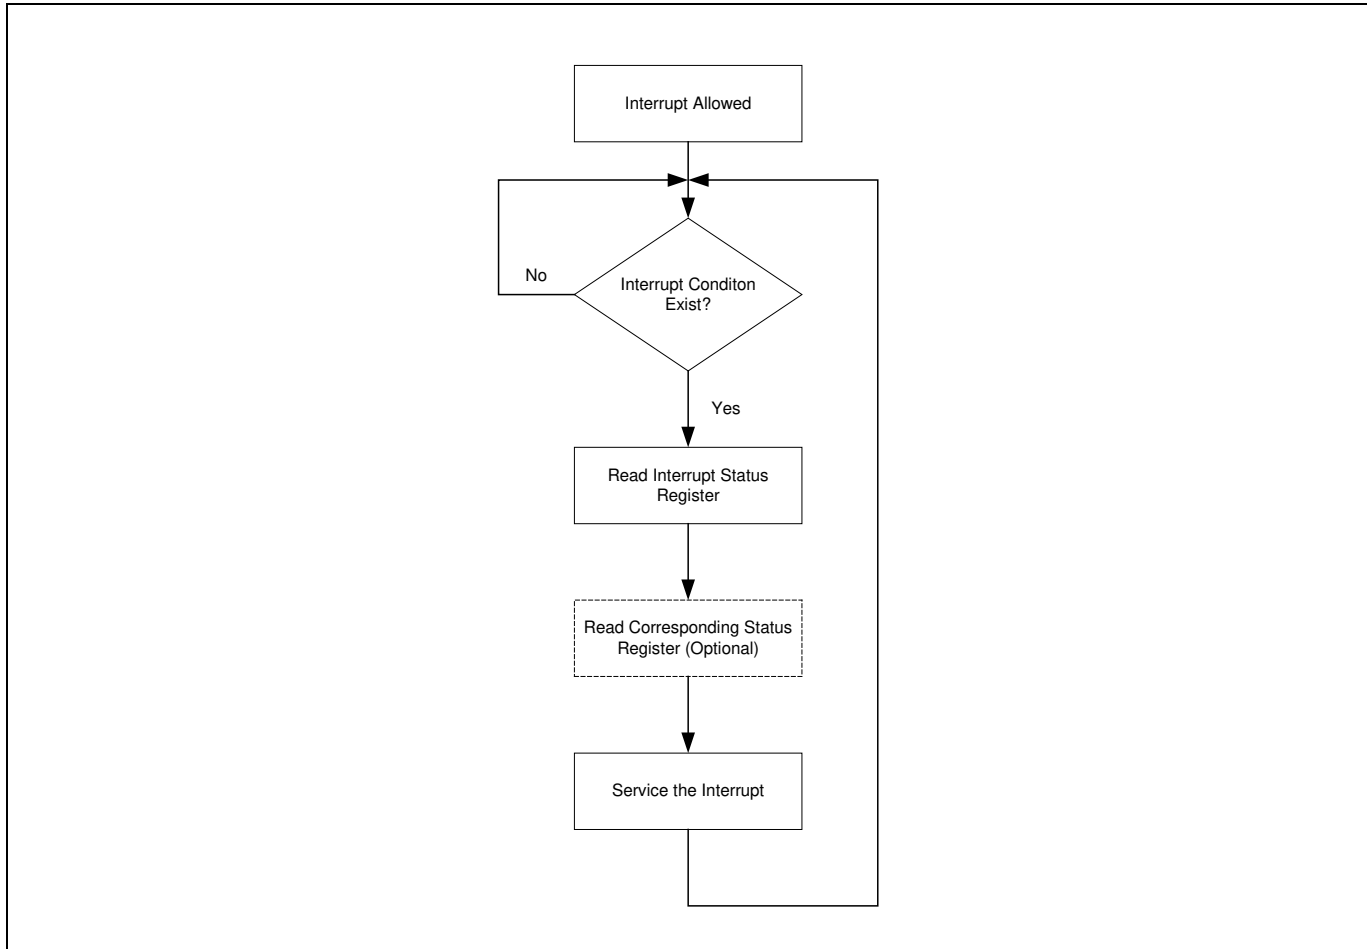 Interrupt Allowed
No
Interrupt Conditon
Exist?
Yes
Read Interrupt Status
Register
Read Corresponding Status
Register (Optional)
Service the Interrupt